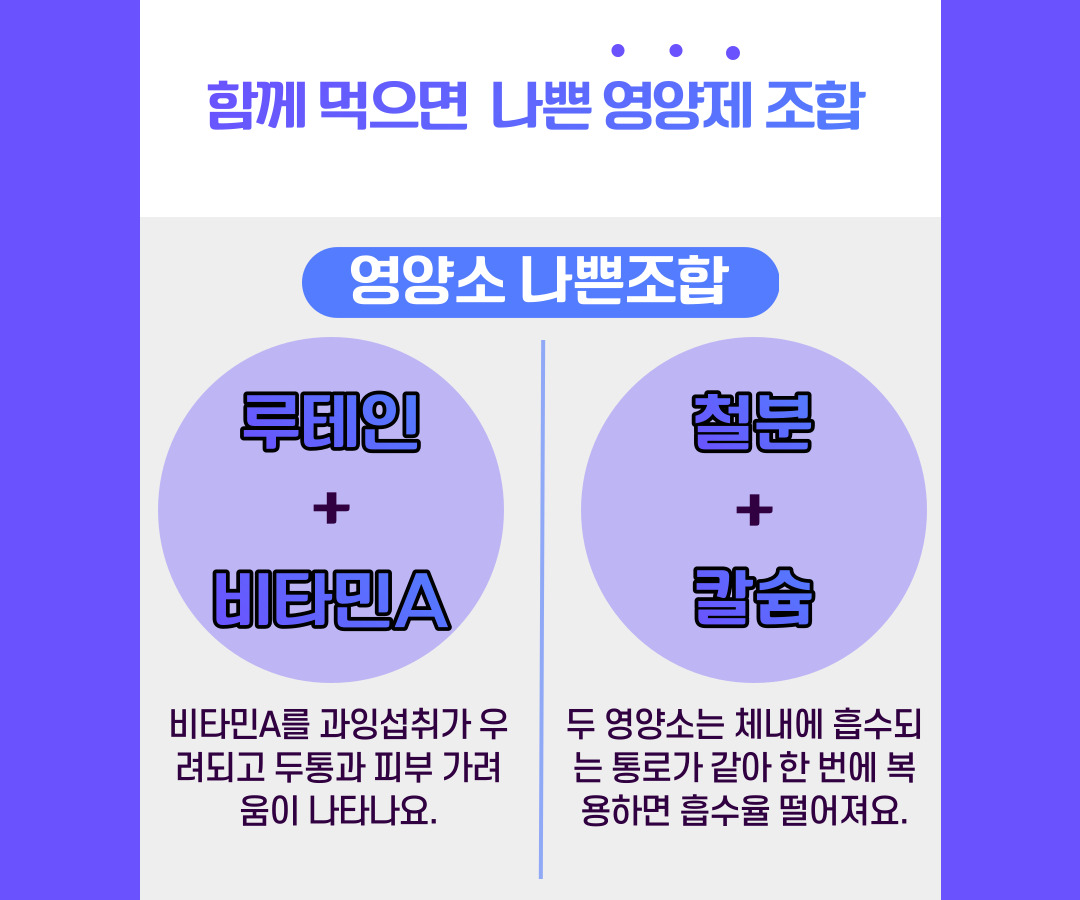 함께 먹으면 나쁜 영양제 조합
영양소 나쁜조합
루테인
+
비타민A
비타민A를 과잉섭취가 우
려되고 두통과 피부 가려
움이 나타나요.
철분
+
칼슘
두 영양소는 체내에 흡수되
는 통로가 같아 한 번에 복
용하면 흡수율 떨어져요.